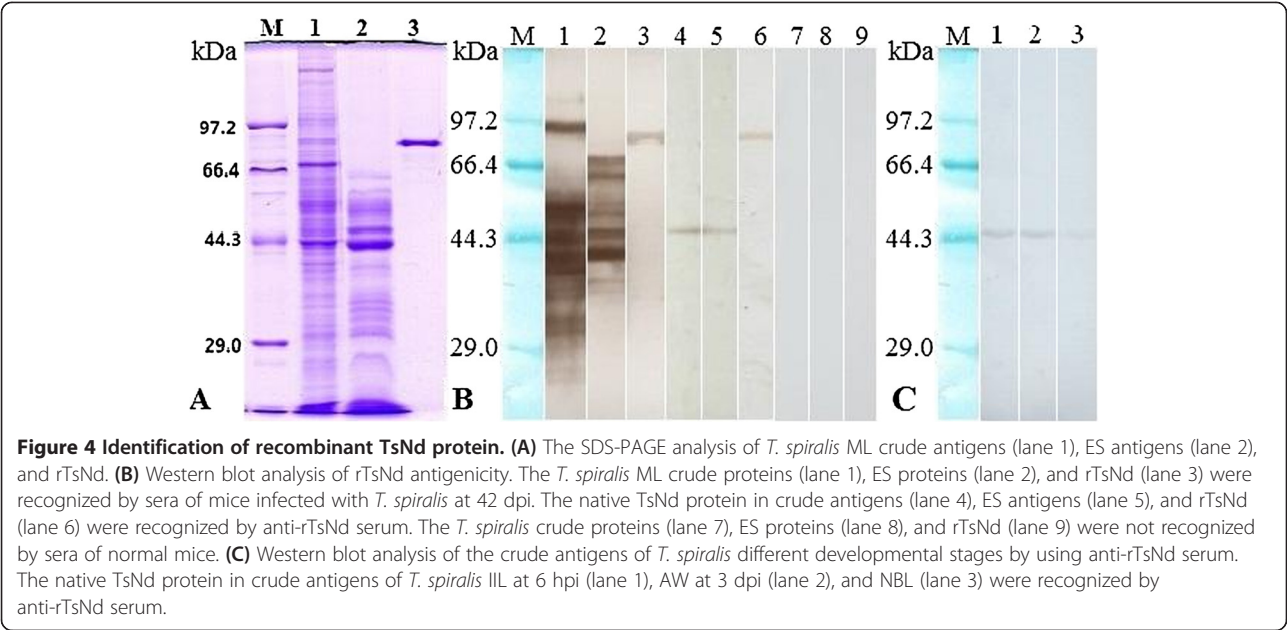 M 1 2 3
kDa
97.2
66.4
44.3
29.0
A
kDa M 1 2 3 4 5 6 7 8 9
97.2
66.4
44.3
29.0
B
kDa M 1 2 3
97.2
66.4
44.3
29.0
C
Figure 4 Identification of recombinant TsNd protein. (A) The SDS-PAGE analysis of T. spiralis ML crude antigens (lane 1), ES antigens (lane 2),
and rTsNd. (B) Western blot analysis of rTsNd antigenicity. The T. spiralis ML crude proteins (lane 1), ES proteins (lane 2), and rTsNd (lane 3) were
recognized by sera of mice infected with T. spiralis at 42 dpi. The native TsNd protein in crude antigens (lane 4), ES antigens (lane 5), and rTsNd
(lane 6) were recognized by anti-rTsNd serum. The T. spiralis crude proteins (lane 7), ES proteins (lane 8), and rTsNd (lane 9) were not recognized
by sera of normal mice. (C) Western blot analysis of the crude antigens of T. spiralis different developmental stages by using anti-rTsNd serum.
The native TsNd protein in crude antigens of T. spiralis IIL at 6 hpi (lane 1), AW at 3 dpi (lane 2), and NBL (lane 3) were recognized by
anti-rTsNd serum.